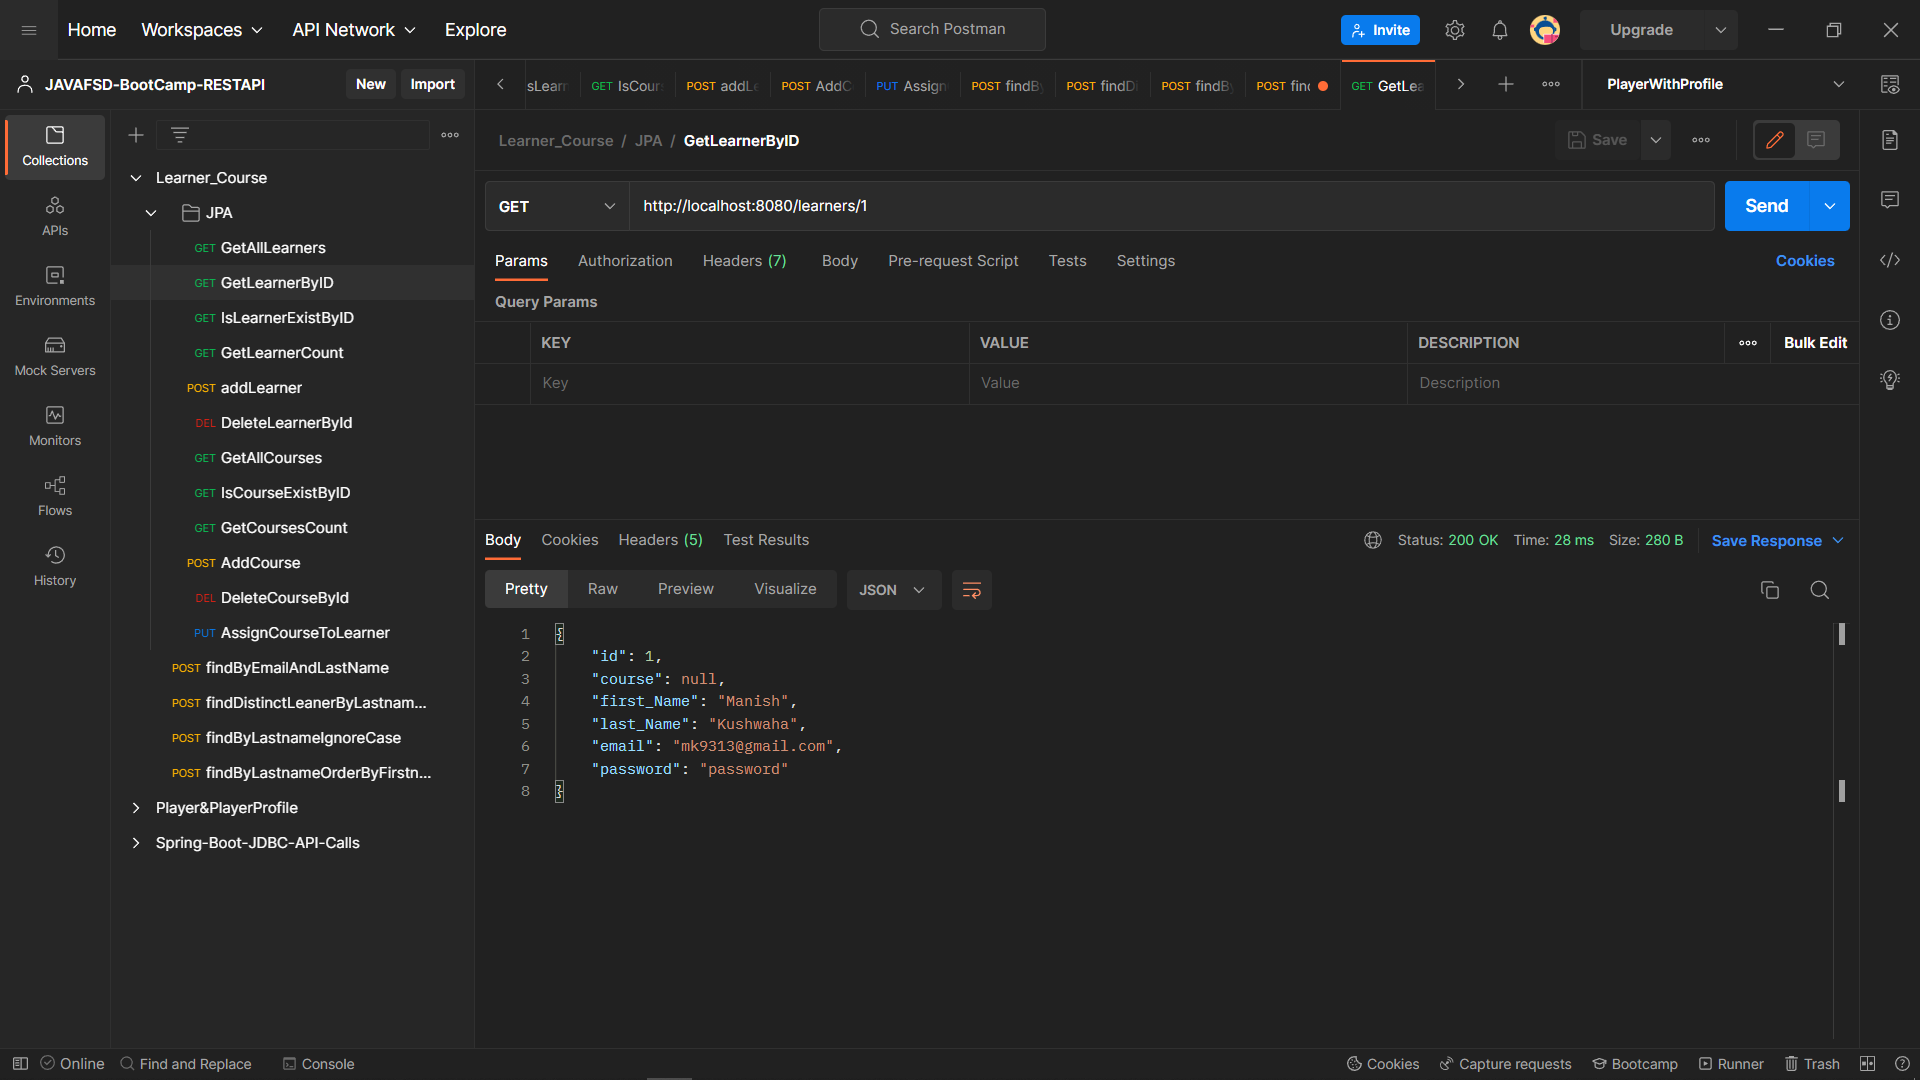 Home Workspaces API Network Explore Search Postman Invite Upgrade
JAVAFSD-BootCamp-RESTAPI New Import
sLearn GET IsCours POST addLe POST AddC PUT Assign POST findBy POST findDi POST findBy POST fin GET GetLea PlayerWithProfile
Collections
APIs
Environments
Mock Servers
Monitors
Flows
History
Learner_Course
JPA
GET GetAllLearners
GET GetLearnerByID
GET IsLearnerExistByID
GET GetLearnerCount
POST addLearner
DEL DeleteLearnerById
GET GetAllCourses
GET IsCourseExistByID
GET GetCoursesCount
POST AddCourse
DEL DeleteCourseById
PUT AssignCourseToLearner
POST findByEmailAndLastName
POST findDistinctLeanerByLastnam...
POST findByLastnameIgnoreCase
POST findByLastnameOrderByFirstn...
Player&PlayerProfile
Spring-Boot-JDBC-API-Calls
Learner_Course / JPA / GetLearnerByID Save
GET http://localhost:8080/learners/1 Send
Params Authorization Headers (7) Body Pre-request Script Tests Settings Cookies
Query Params
KEY VALUE DESCRIPTION Bulk Edit
Key Value Description
Body Cookies Headers (5) Test Results Status: 200 OK Time: 28 ms Size: 280 B Save Response
Pretty Raw Preview Visualize JSON
1 {
2 "id": 1,
3 "course": null,
4 "first_Name": "Manish",
5 "last_Name": "Kushwaha",
6 "email": "mk9313@gmail.com",
7 "password": "password"
8 }
Online Find and Replace Console Cookies Capture requests Bootcamp Runner Trash